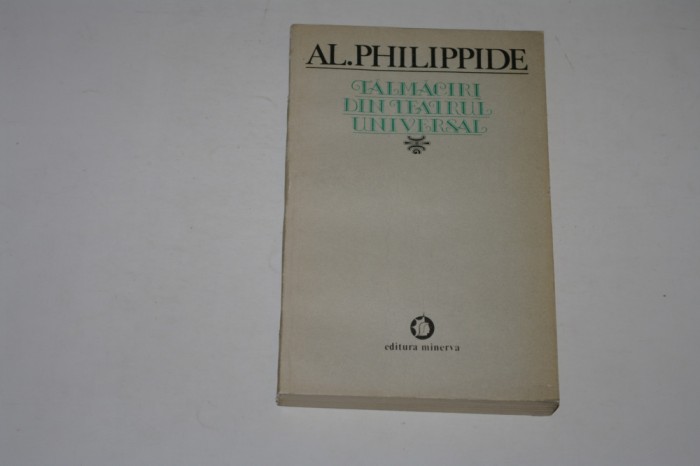 AL.PHILIPPIDE
TĂLMĂCIRI
DIN TEATRUL
UNIVERSAL
editura minerva